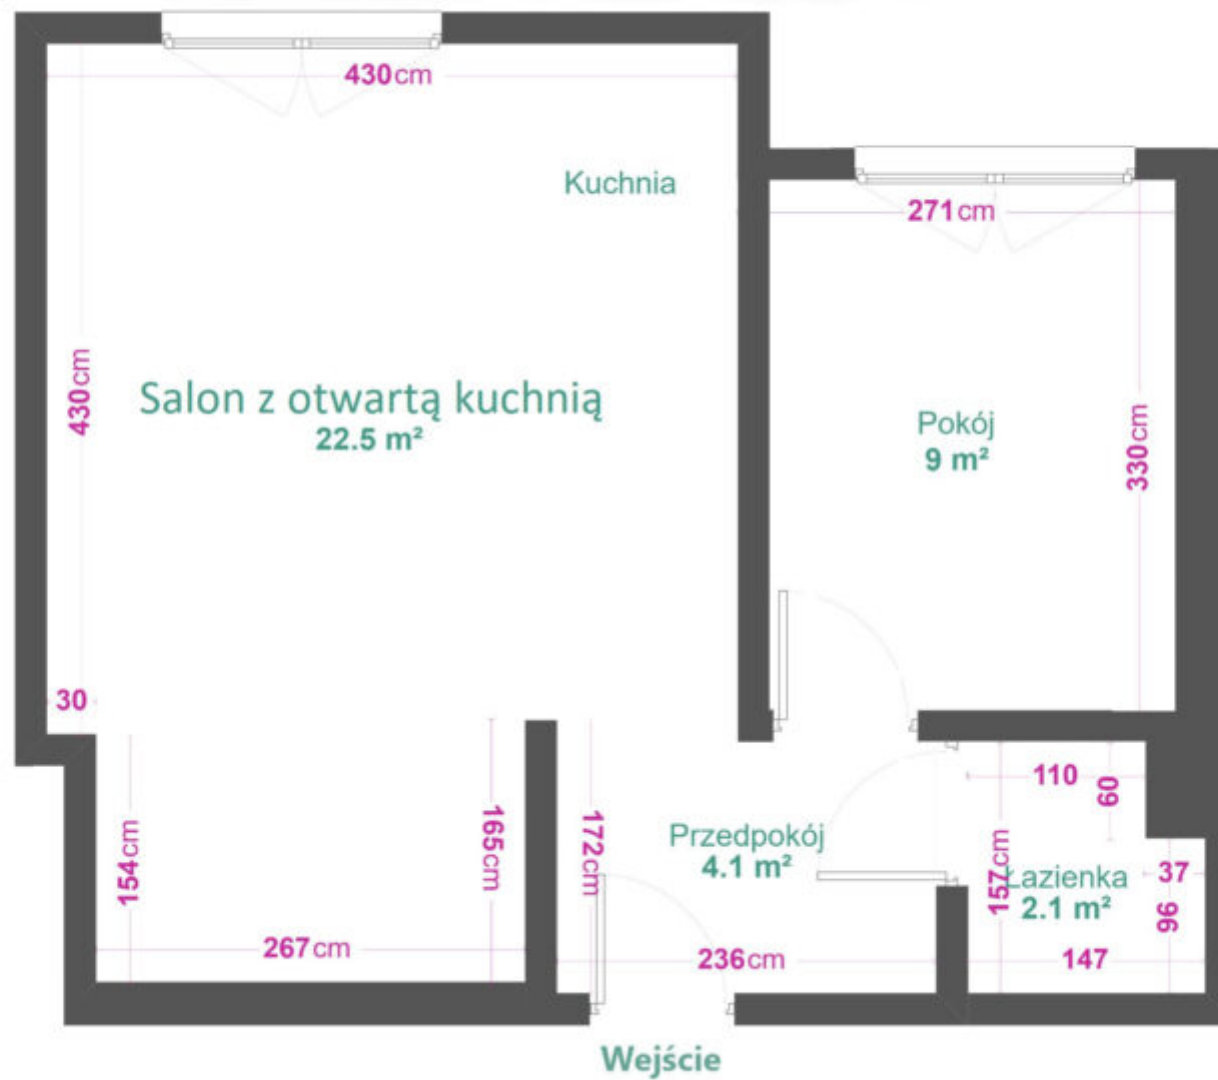 430cm
Kuchnia
271cm
430cm
Salon z otwartą kuchnią
22.5 m²
Pokój
9 m²
330cm
30
110
60
154cm
165cm
172cm
Przedpokój
4.1 m²
157cm
Łazienka
2.1 m²
37
96
267cm
236cm
147
Wejście